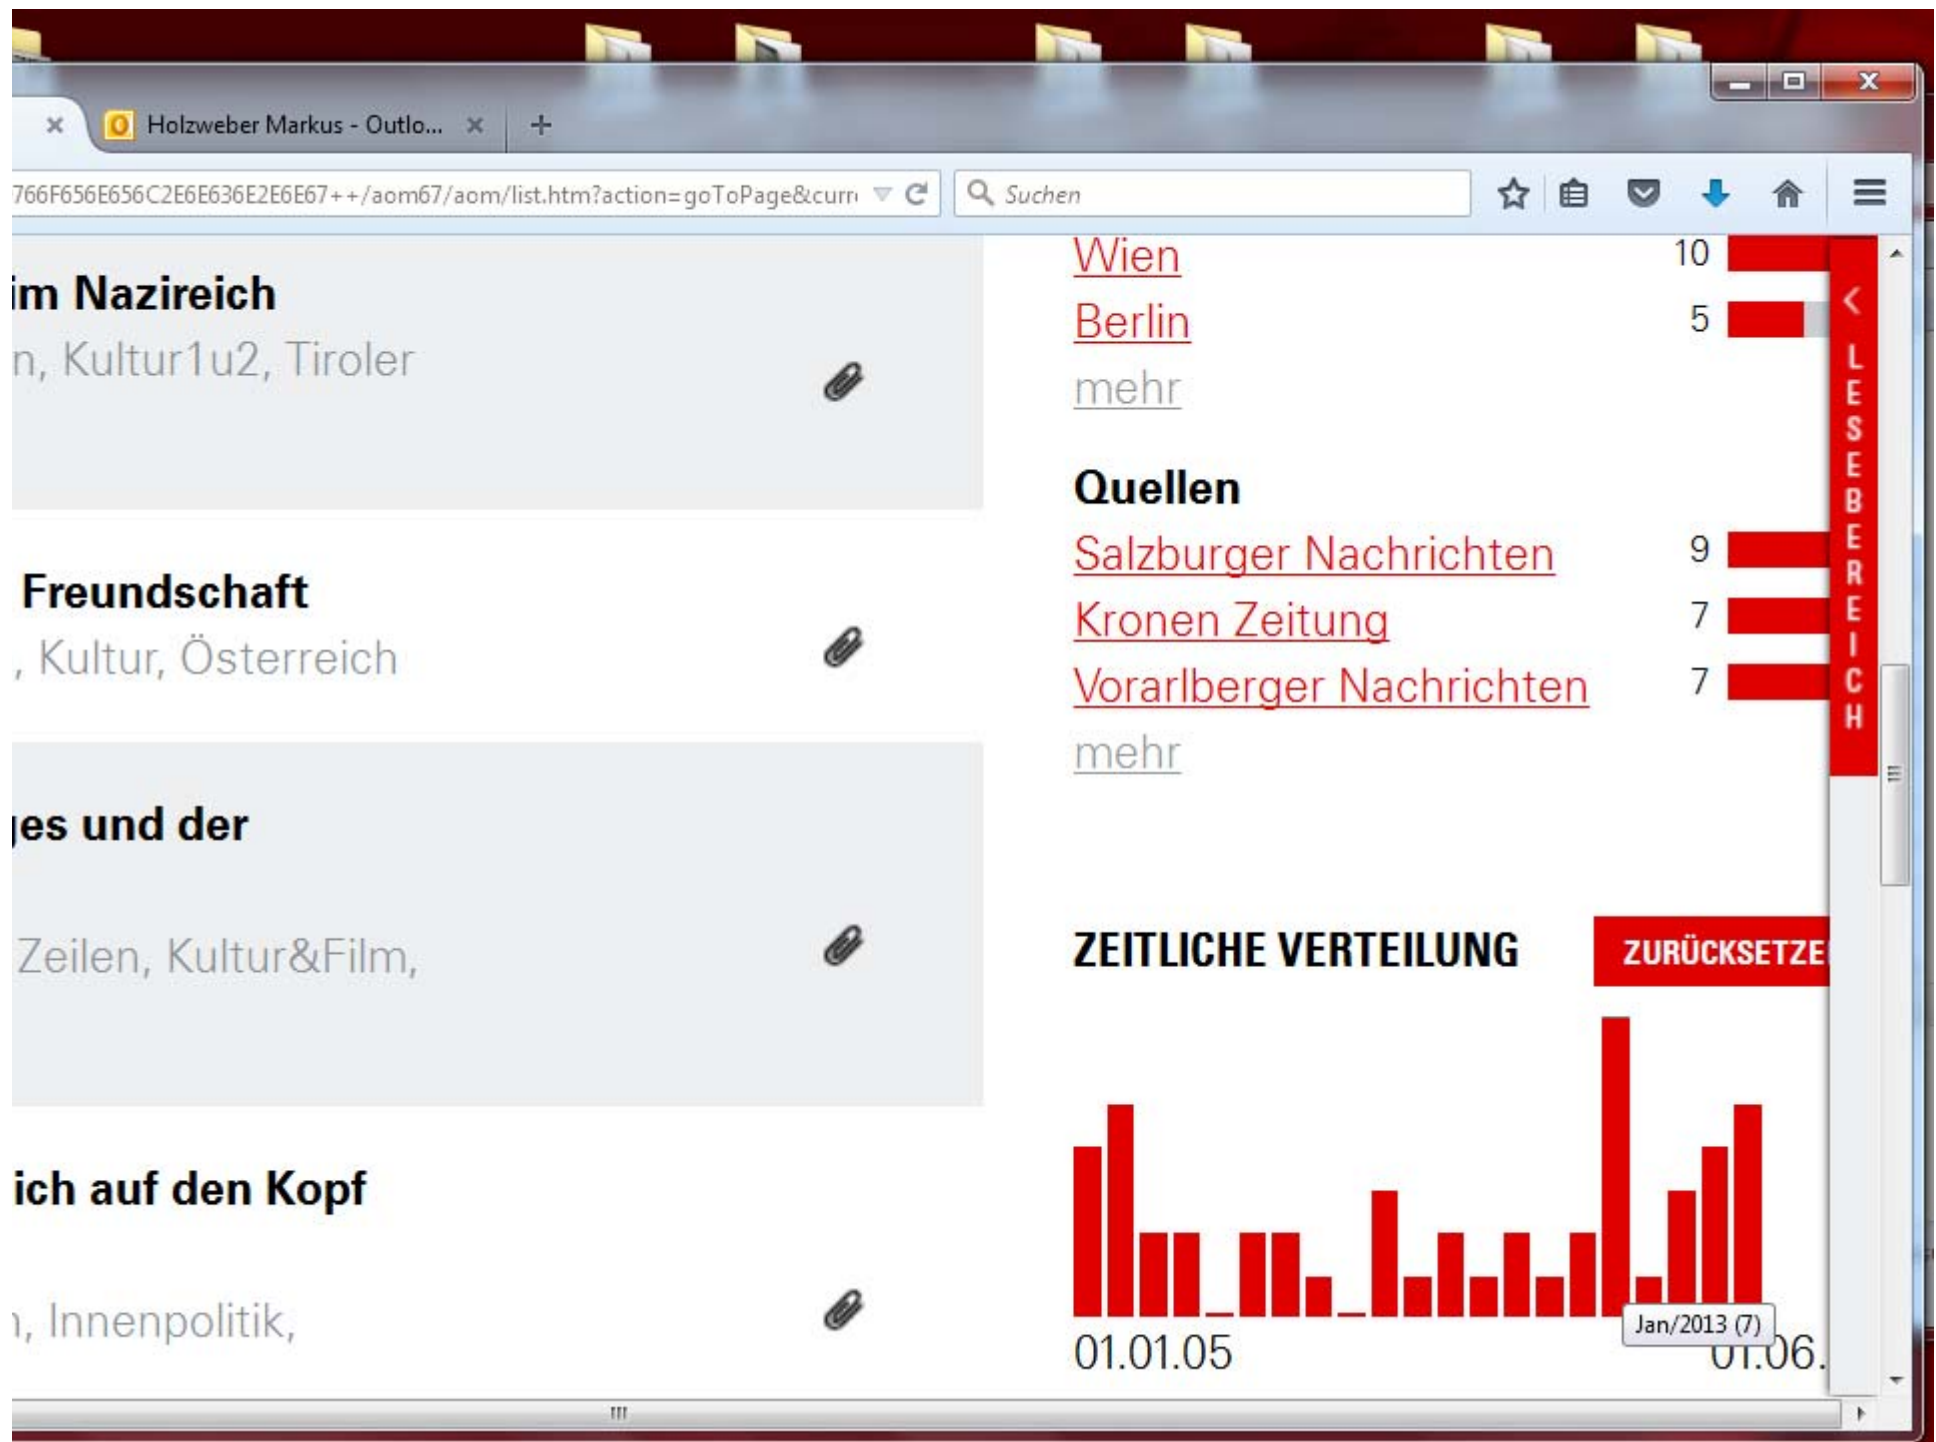 Holzweber Markus - Outlo...
766F656E656C2E6E636E2E6E67++/aom67/aom/list.htm?action=goToPage&curr
Suchen
im Nazireich
n, Kultur1u2, Tiroler
Freundschaft
, Kultur, Österreich
ges und der
Zeilen, Kultur&Film,
ich auf den Kopf
n, Innenpolitik,
Wien 10
Berlin 5
mehr
Quellen
Salzburger Nachrichten 9
Kronen Zeitung 7
Vorarlberger Nachrichten 7
mehr
ZEITLICHE VERTEILUNG
ZURÜCKSETZE
Jan/2013 (7)
01.01.05
01.06.
< LESEBEREICH